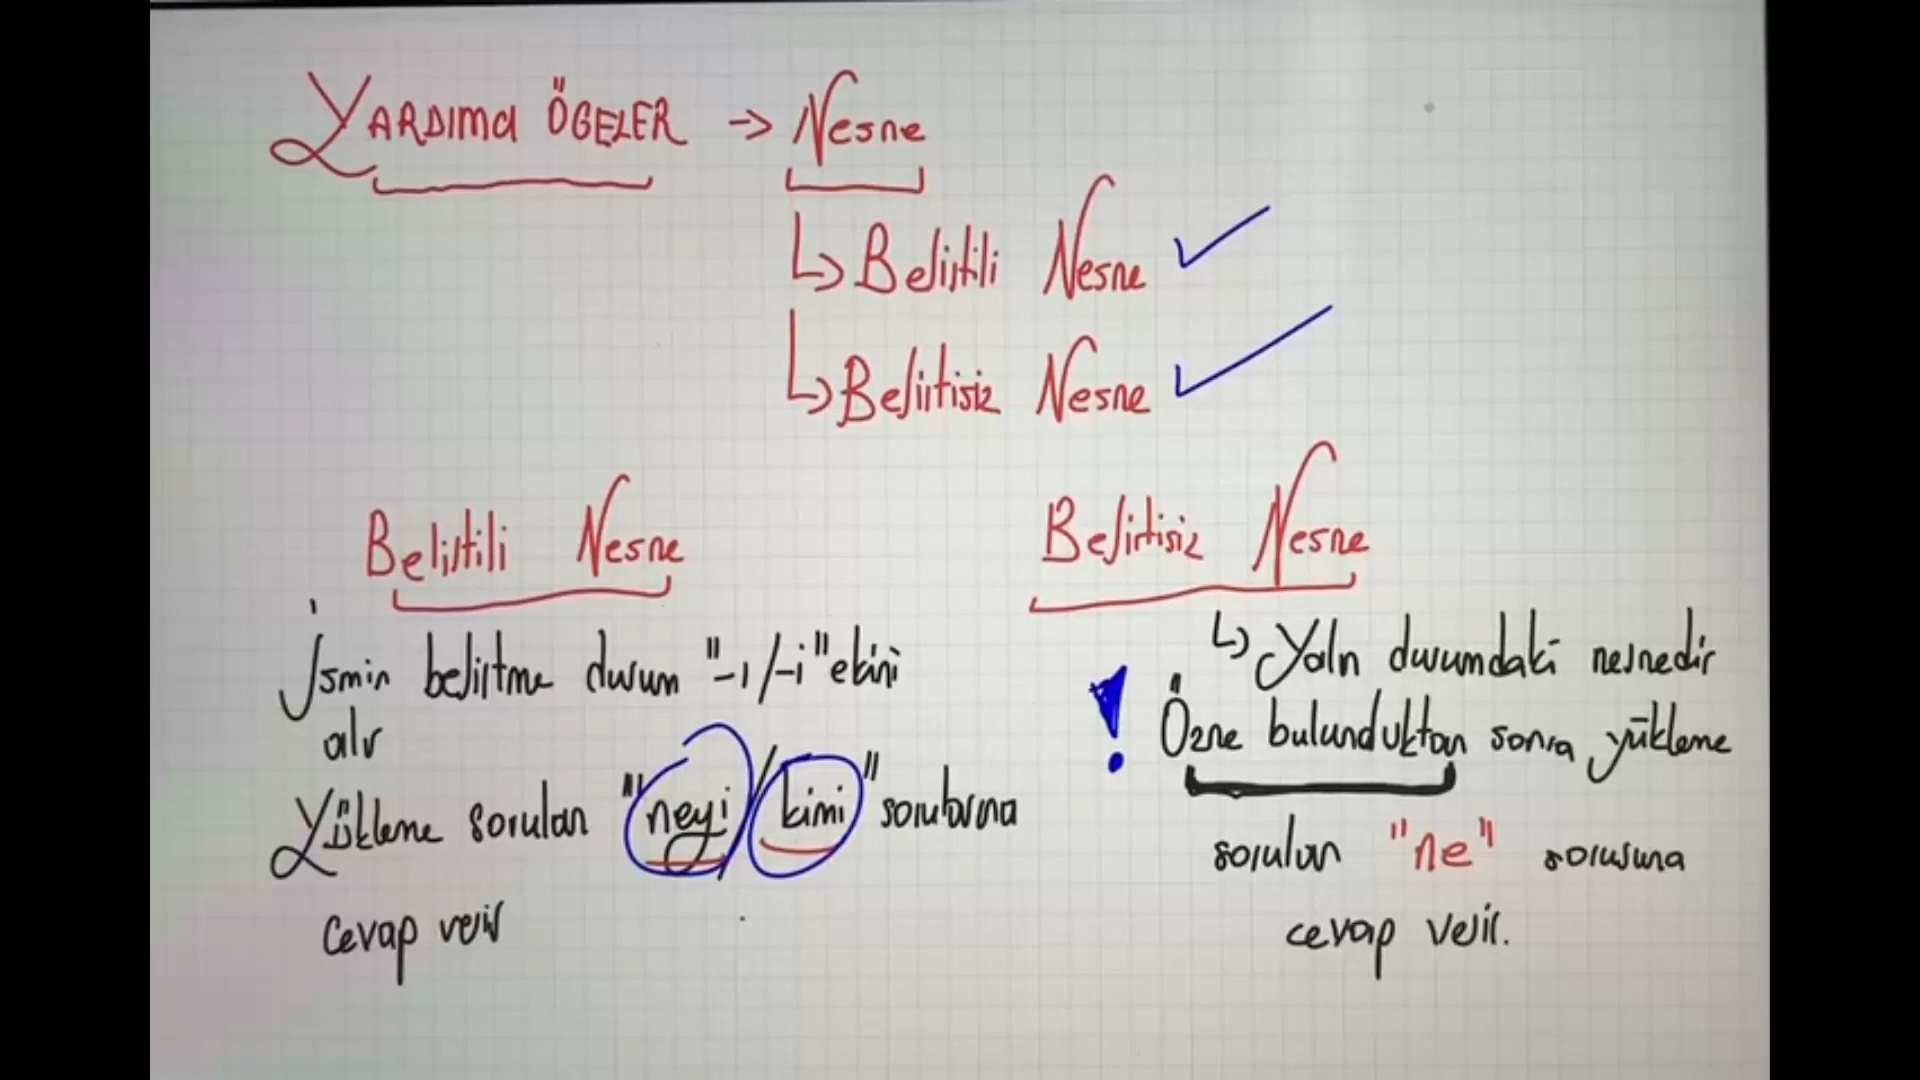 YARDIMCI ÖGELER → Nesne
↳ Belirtili Nesne ✓
↳ Belirtisiz Nesne ✓
Belirtili Nesne
İsmin belirtme durum "-ı/-i" ekini
alır
Yükleme sorulan "neyi/kimi" sorularına
cevap verir
Belirtisiz Nesne
↳ Yalın durumdaki nesnedir
! Özne bulunduktan sonra yükleme
sorulan "ne" sorusuna
cevap verir.